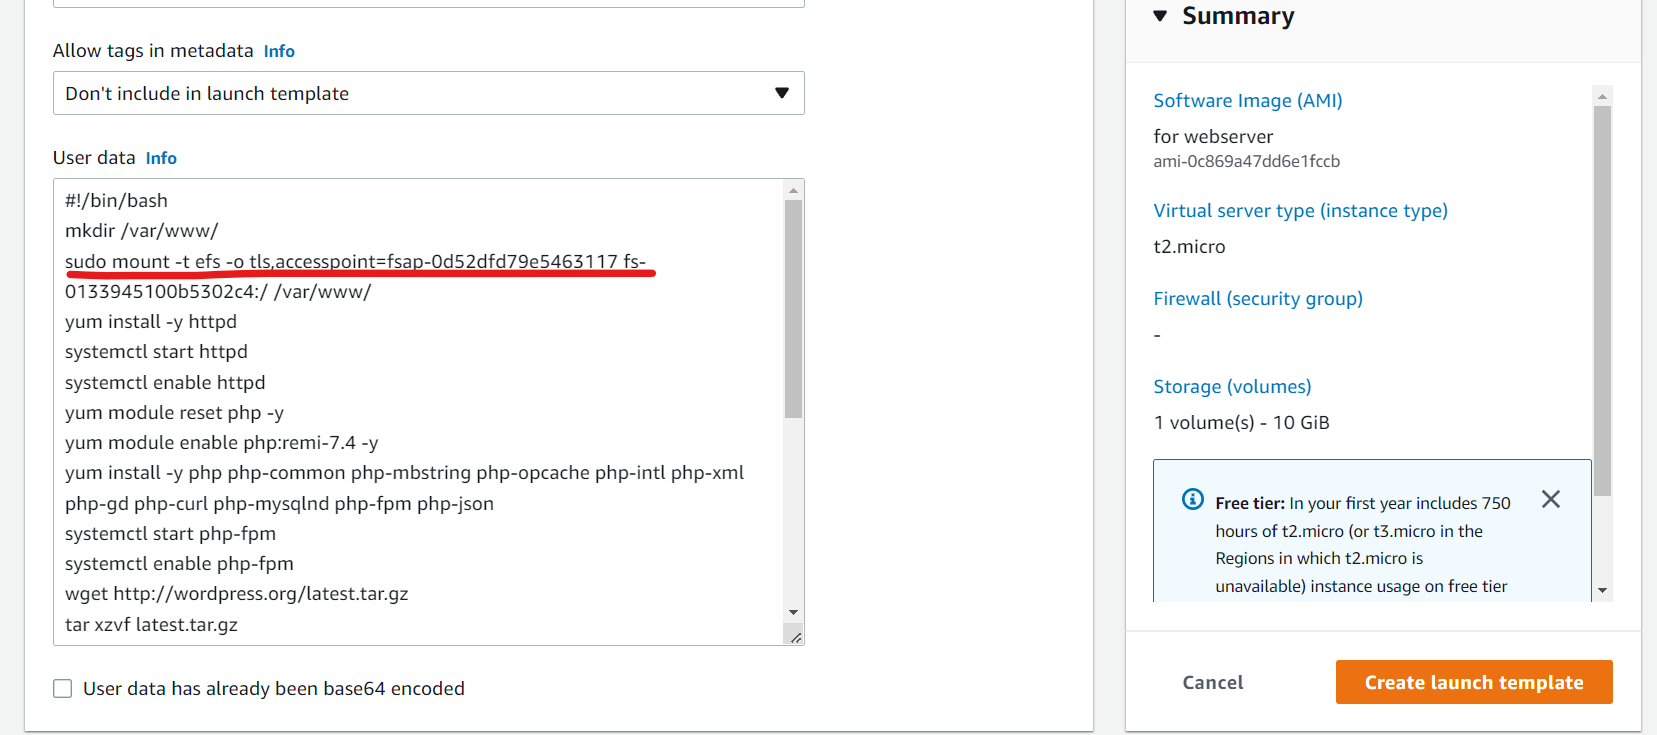 Allow tags in metadata Info
Don't include in launch template
User data Info
#!/bin/bash
mkdir /var/www/
sudo mount -t efs -o tls,accesspoint=fsap-0d52dfd79e5463117 fs-
0133945100b5302c4:/ /var/www/
yum install -y httpd
systemctl start httpd
systemctl enable httpd
yum module reset php -y
yum module enable php:remi-7.4 -y
yum install -y php php-common php-mbstring php-opcache php-intl php-xml
php-gd php-curl php-mysqlnd php-fpm php-json
systemctl start php-fpm
systemctl enable php-fpm
wget http://wordpress.org/latest.tar.gz
tar xzvf latest.tar.gz
User data has already been base64 encoded
Summary
Software Image (AMI)
for webserver
ami-0c869a47dd6e1fccb
Virtual server type (instance type)
t2.micro
Firewall (security group)
-
Storage (volumes)
1 volume(s) - 10 GiB
Free tier: In your first year includes 750
hours of t2.micro (or t3.micro in the
Regions in which t2.micro is
unavailable) instance usage on free tier
Cancel
Create launch template